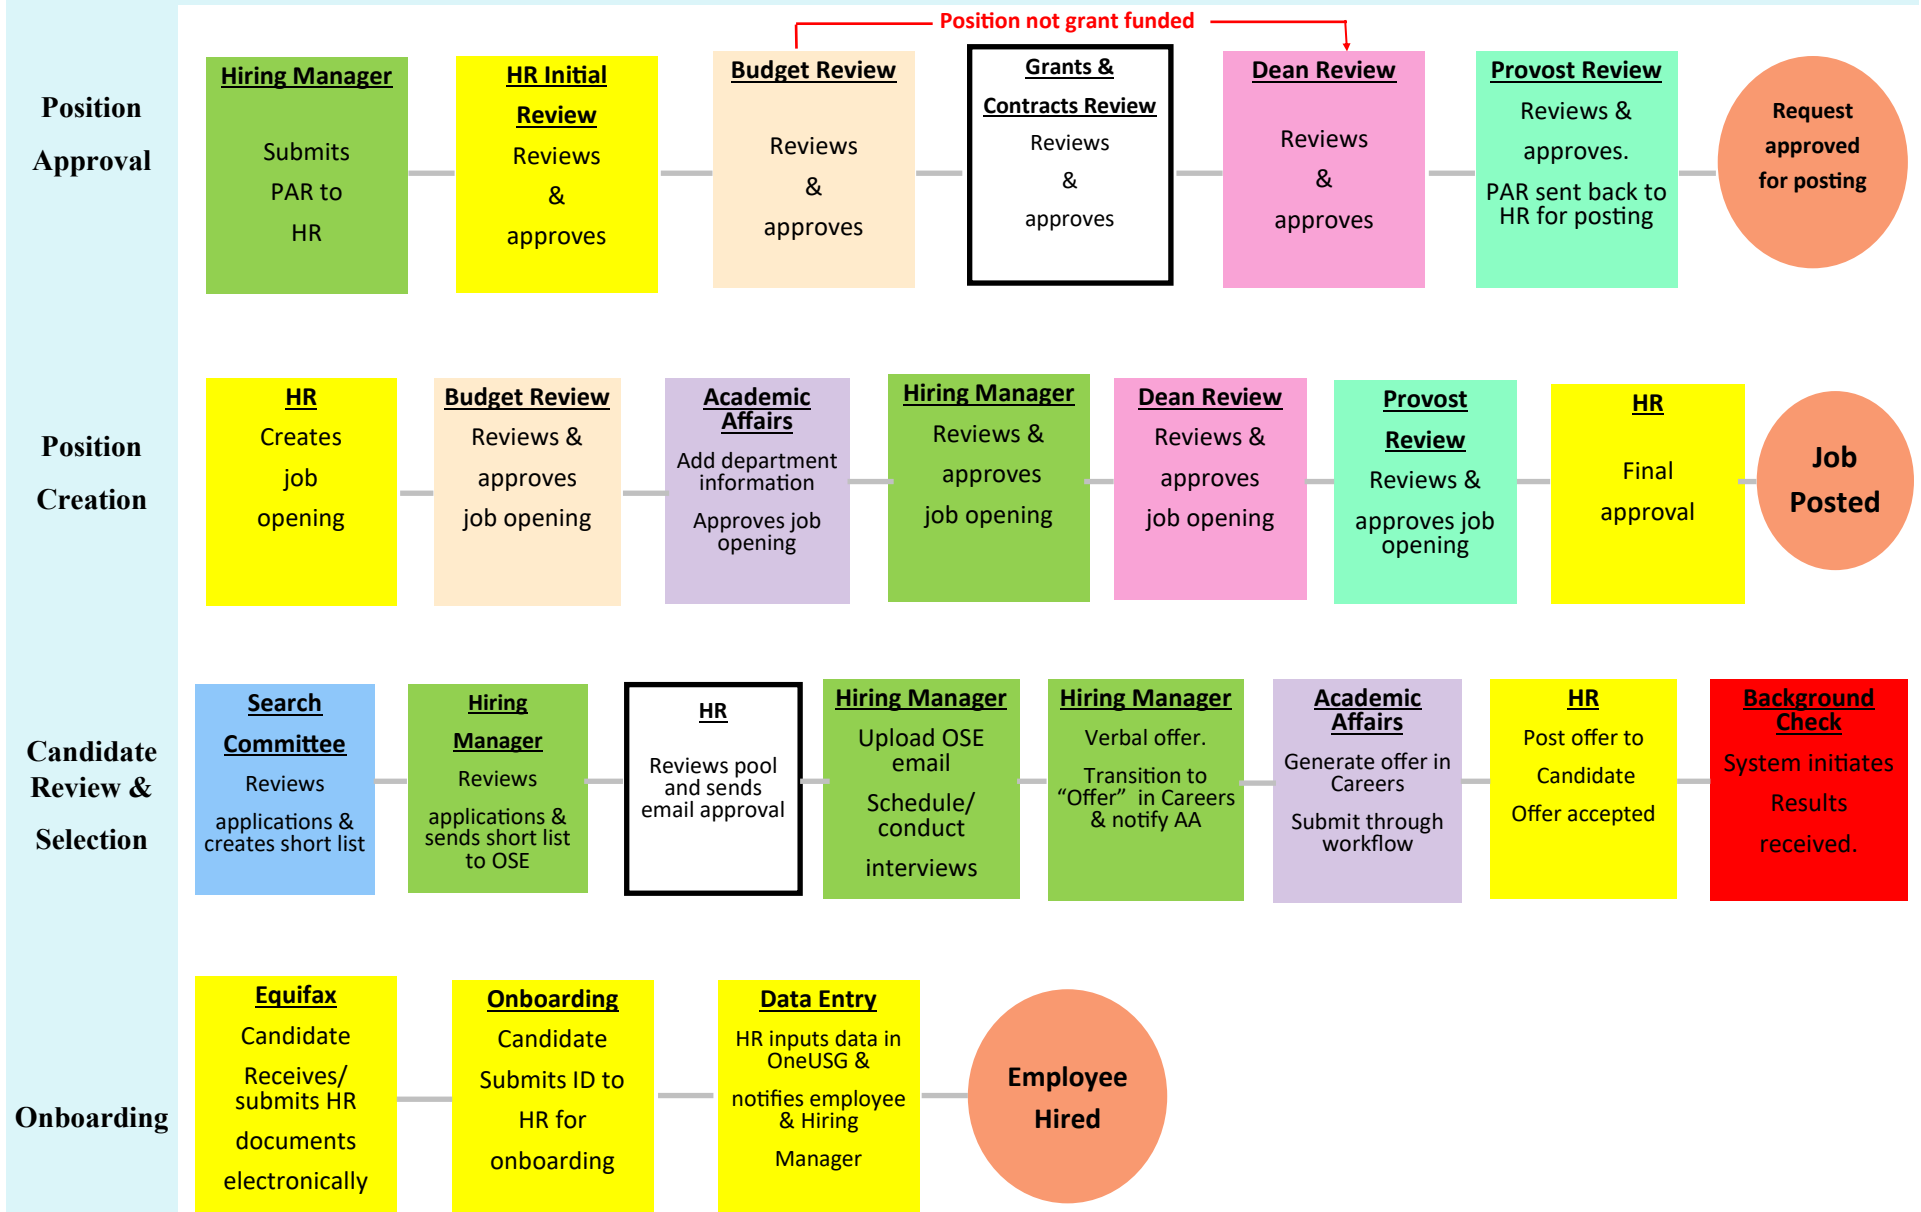 Position not grant funded
Position
Approval
Hiring Manager
Submits
PAR to
HR
HR Initial
Review
Reviews
&
approves
Budget Review
Reviews
&
approves
Grants &
Contracts Review
Reviews
&
approves
Dean Review
Reviews
&
approves
Provost Review
Reviews &
approves.
PAR sent back to
HR for posting
Request
approved
for posting
Position
Creation
HR
Creates
job
opening
Budget Review
Reviews &
approves
job opening
Academic
Affairs
Add department
information
Approves job
opening
Hiring Manager
Reviews &
approves
job opening
Dean Review
Reviews &
approves
job opening
Provost
Review
Reviews &
approves job
opening
HR
Final
approval
Job
Posted
Candidate
Review &
Selection
Search
Committee
Reviews
applications &
creates short list
Hiring
Manager
Reviews
applications &
sends short list
to OSE
HR
Reviews pool
and sends
email approval
Hiring Manager
Upload OSE
email
Schedule/
conduct
interviews
Hiring Manager
Verbal offer.
Transition to
“Offer” in Careers
& notify AA
Academic
Affairs
Generate offer in
Careers
Submit through
workflow
HR
Post offer to
Candidate
Offer accepted
Background
Check
System initiates
Results
received.
Onboarding
Equifax
Candidate
Receives/
submits HR
documents
electronically
Onboarding
Candidate
Submits ID to
HR for
onboarding
Data Entry
HR inputs data in
OneUSG &
notifies employee
& Hiring
Manager
Employee
Hired